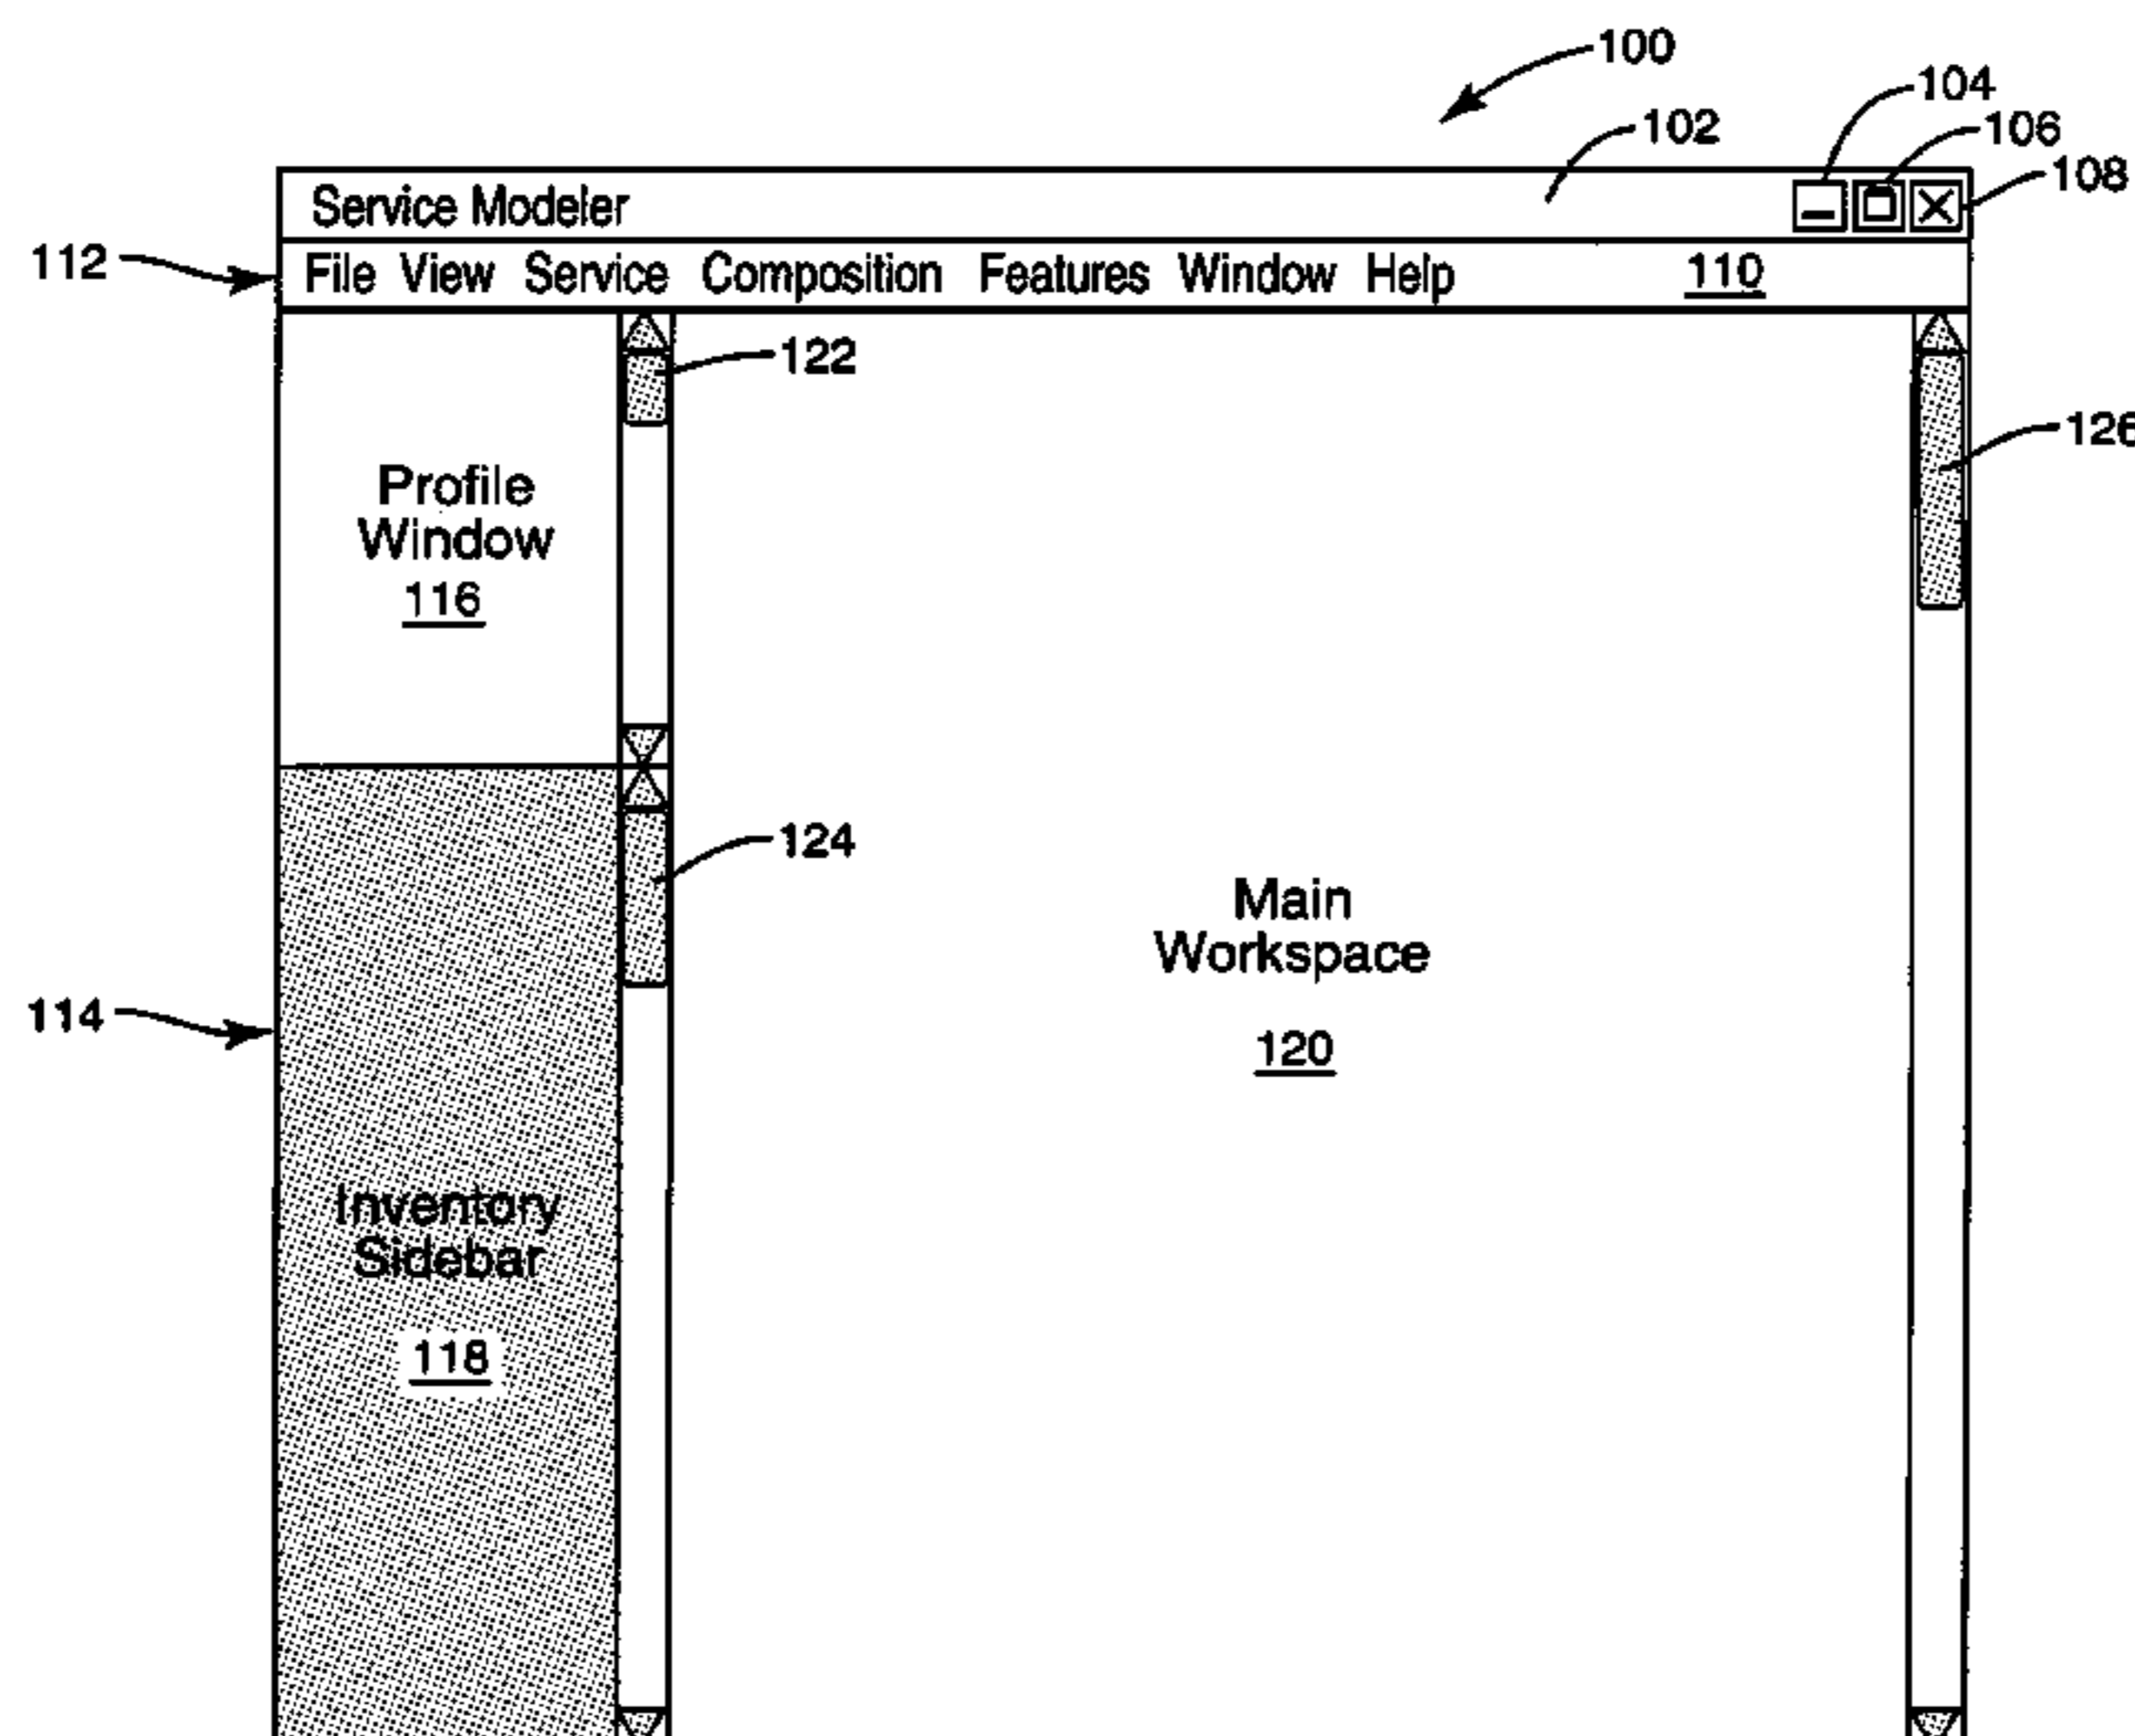 100
104
102
106
108
Service Modeler
112
File View Service Composition Features Window Help 110
122
126
Profile
Window
116
124
Main
Workspace
120
114
Inventory
Sidebar
118